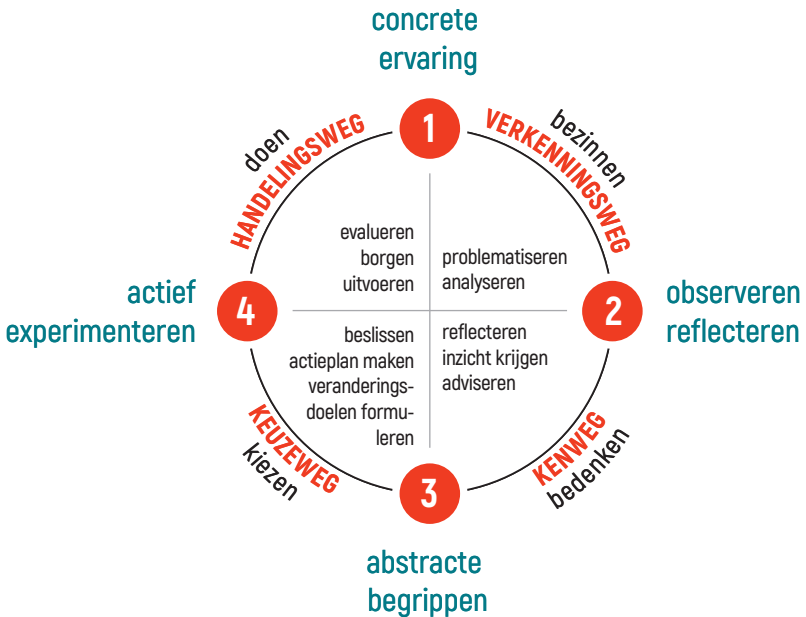 concrete
ervaring
1
doen
HANDELINGSWEG
VERKENNINGSWEG
bezinnen
evalueren
borgen
uitvoeren
problematiseren
analyseren
actief
experimenteren
4
2
observeren
reflecteren
beslissen
actieplan maken
veranderings-
doelen formu-
leren
reflecteren
inzicht krijgen
adviseren
KEUZEWEG
kiezen
KENWEG
bedenken
3
abstracte
begrippen